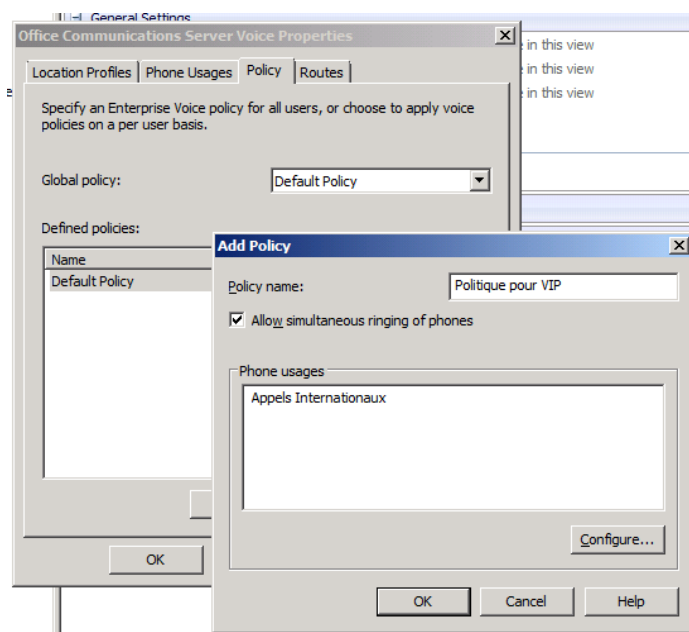 General Settings
Office Communications Server Voice Properties
in this view
in this view
in this view
Location Profiles
Phone Usages
Policy
Routes
Specify an Enterprise Voice policy for all users, or choose to apply voice
policies on a per user basis.
Global policy:
Default Policy
Defined policies:
Name
Default Policy
OK
Add Policy
Policy name:
Politique pour VIP
Allow simultaneous ringing of phones
Phone usages
Appels Internationaux
Configure...
OK
Cancel
Help